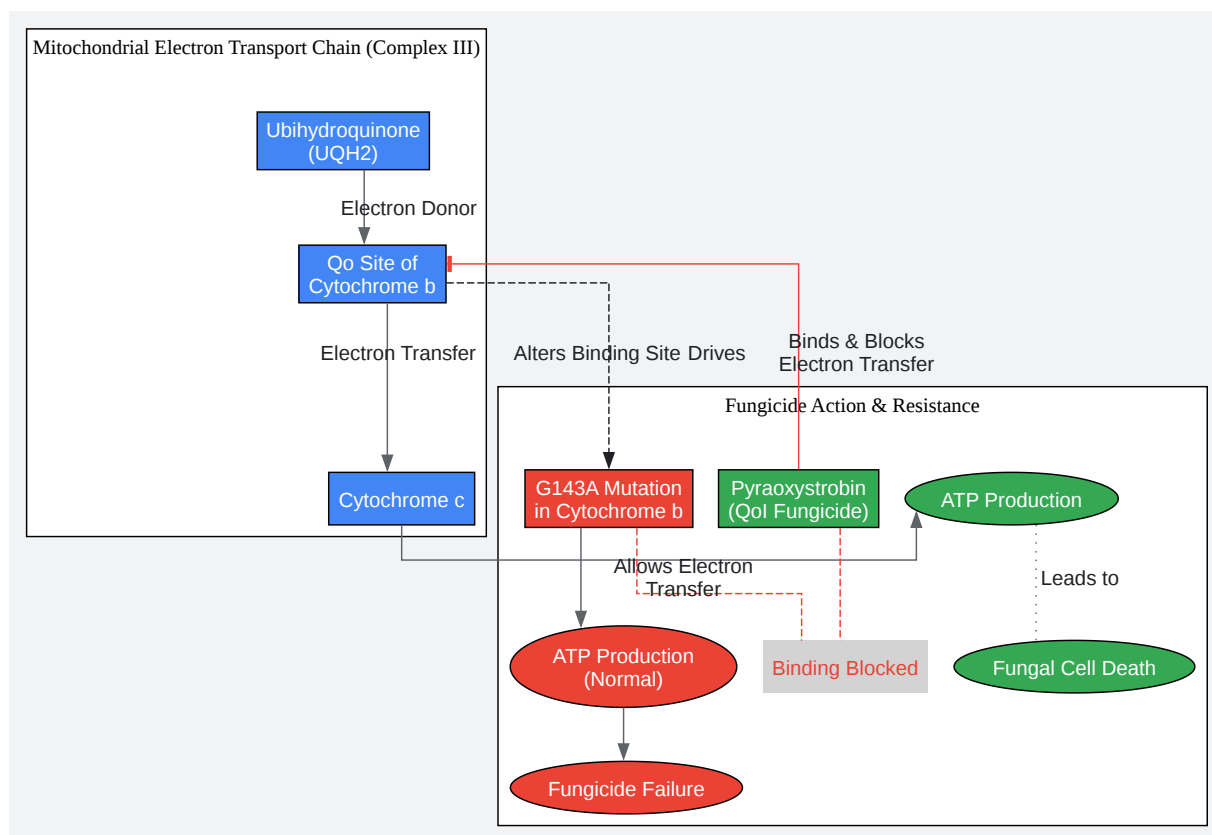 Mitochondrial Electron Transport Chain (Complex III)
Ubihydroquinone
(UQH2)
Electron Donor
Qo Site of
Cytochrome b
Electron Transfer
Alters Binding Site Drives
Binds & Blocks
Electron Transfer
Fungicide Action & Resistance
Cytochrome c
G143A Mutation
in Cytochrome b
Pyraoxystrobin
(QoI Fungicide)
ATP Production
Allows Electron
Transfer
Leads to
ATP Production
(Normal)
Binding Blocked
Fungal Cell Death
Fungicide Failure